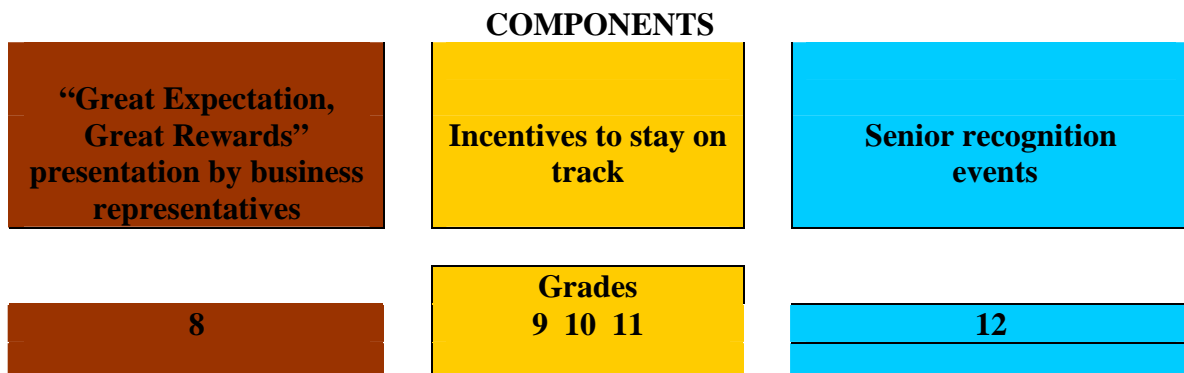 COMPONENTS
“Great Expectation,
Great Rewards”
presentation by business
representatives
Incentives to stay on
track
Senior recognition
events
Grades
8
9 10 11
12